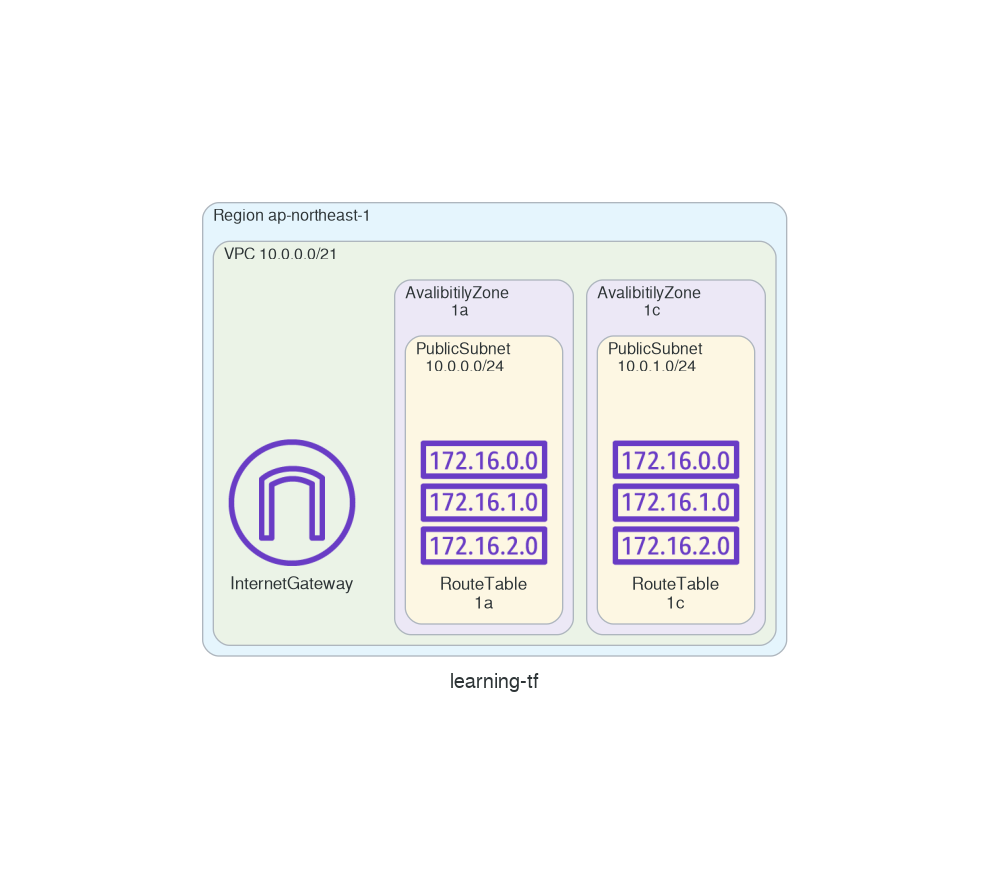 Region ap-northeast-1
VPC 10.0.0.0/21
AvalibitilyZone
1a
PublicSubnet
10.0.0.0/24
172.16.0.0
172.16.1.0
172.16.2.0
RouteTable
1a
AvalibitilyZone
1c
PublicSubnet
10.0.1.0/24
172.16.0.0
172.16.1.0
172.16.2.0
RouteTable
1c
InternetGateway
learning-tf